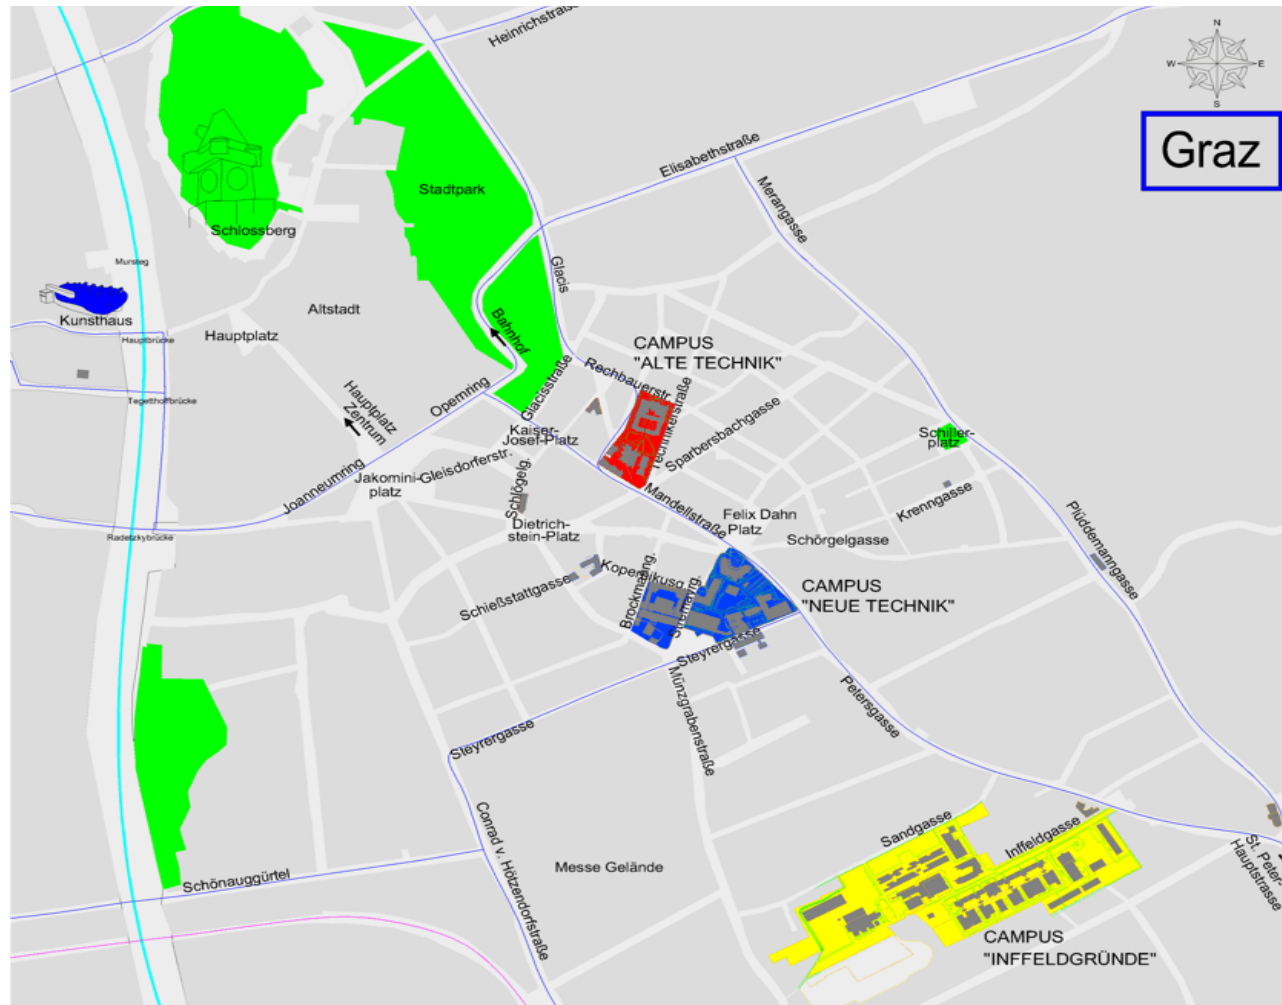 Heinrichstraße
N
W
E
S
Graz
Elisabethstraße
Stadtpark
Merangasse
Schlossberg
Mursteg
Glacis
Kunsthaus
Altstadt
Bahnhof
Hauptplatz
Hauptbrücke
CAMPUS
"ALTE TECHNIK"
Rechbauerstr.
Glacisstraße
Opernring
Technikerstraße
Tegetthoffbrücke
Hauptplatz
Zentrum
Sparbersbachgasse
Kaiser-
Josef-Platz
Schiller-
platz
Gleisdorferstr.
Jakomini-
platz
Joanneumring
Schlögelg.
Mandellstraße
Krenngasse
Felix Dahn
Platz
Dietrich-
stein-Platz
Plüddemanngasse
Radetzkybrücke
Schörgelgasse
Kopernikusg.
Schießstattgasse
Brockmanng.
Stremayrg.
CAMPUS
"NEUE TECHNIK"
Steyrergasse
Münzgrabenstraße
Petersgasse
Steyrergasse
Conrad v. Hötzendorfstraße
Sandgasse
Inffeldgasse
St. Peter-
Hauptstrasse
Messe Gelände
Schönauggürtel
CAMPUS
"INFFELDGRÜNDE"